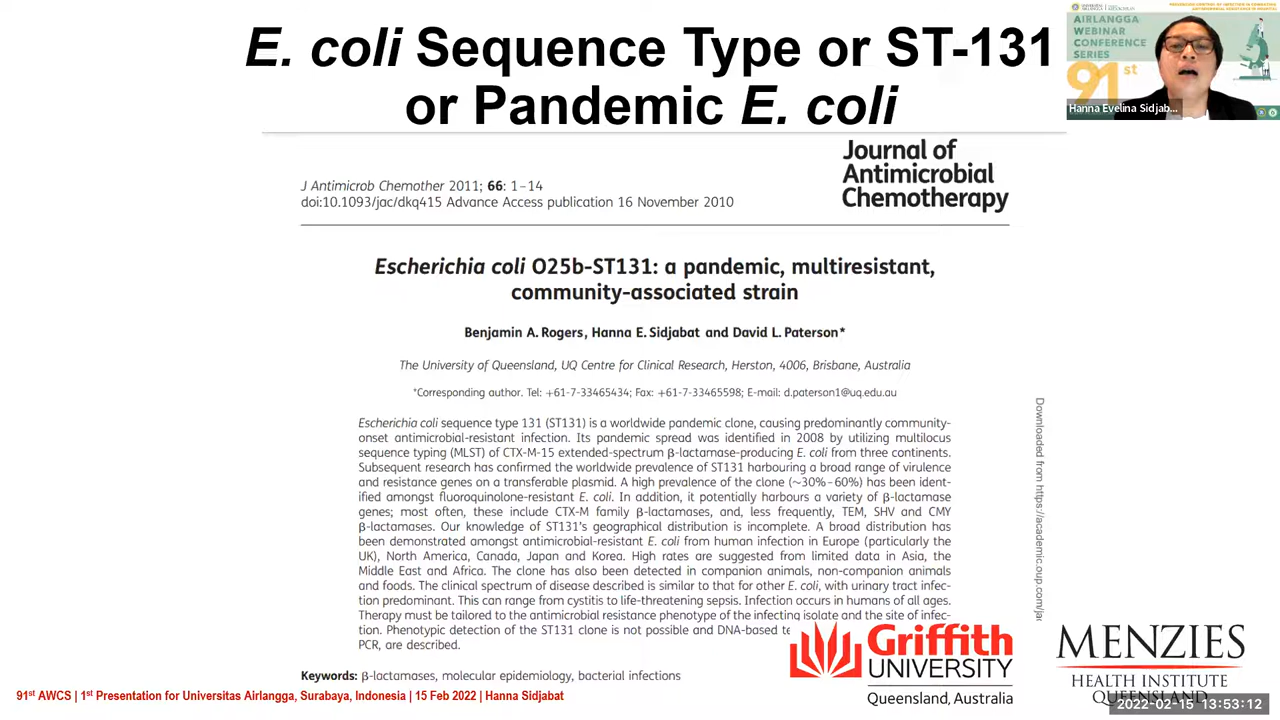 E. coli Sequence Type or ST-131
or Pandemic E. coli
AIRLANGGA
WEBINAR
CONFERENCE
SERIES
91st
Hanna Evelina Sidjab...
Journal of
Antimicrobial
Chemotherapy
J Antimicrob Chemother 2011; 66: 1–14
doi:10.1093/jac/dkq415 Advance Access publication 16 November 2010
Escherichia coli O25b-ST131: a pandemic, multiresistant,
community-associated strain
Benjamin A. Rogers, Hanna E. Sidjabat and David L. Paterson*
The University of Queensland, UQ Centre for Clinical Research, Herston, 4006, Brisbane, Australia
*Corresponding author. Tel: +61-7-33465434; Fax: +61-7-33465598; E-mail: d.paterson1@uq.edu.au
Escherichia coli sequence type 131 (ST131) is a worldwide pandemic clone, causing predominantly community-
onset antimicrobial-resistant infection. Its pandemic spread was identified in 2008 by utilizing multilocus
sequence typing (MLST) of CTX-M-15 extended-spectrum β-lactamase-producing E. coli from three continents.
Subsequent research has confirmed the worldwide prevalence of ST131 harbouring a broad range of virulence
and resistance genes on a transferable plasmid. A high prevalence of the clone (∼30%–60%) has been ident-
ified amongst fluoroquinolone-resistant E. coli. In addition, it potentially harbours a variety of β-lactamase
genes; most often, these include CTX-M family β-lactamases, and, less frequently, TEM, SHV and CMY
β-lactamases. Our knowledge of ST131's geographical distribution is incomplete. A broad distribution has
been demonstrated amongst antimicrobial-resistant E. coli from human infection in Europe (particularly the
UK), North America, Canada, Japan and Korea. High rates are suggested from limited data in Asia, the
Middle East and Africa. The clone has also been detected in companion animals, non-companion animals
and foods. The clinical spectrum of disease described is similar to that for other E. coli, with urinary tract infec-
tion predominant. This can range from cystitis to life-threatening sepsis. Infection occurs in humans of all ages.
Therapy must be tailored to the antimicrobial resistance phenotype of the infecting isolate and the site of infec-
tion. Phenotypic detection of the ST131 clone is not possible and DNA-based te
PCR, are described.
Keywords: β-lactamases, molecular epidemiology, bacterial infections
Downloaded from https://academic.oup.com/jac
Griffith
UNIVERSITY
Queensland, Australia
MENZIES
HEALTH INSTITUTE
QUEENSLAND
91st AWCS | 1st Presentation for Universitas Airlangga, Surabaya, Indonesia | 15 Feb 2022 | Hanna Sidjabat
2022-02-15 13:53:12